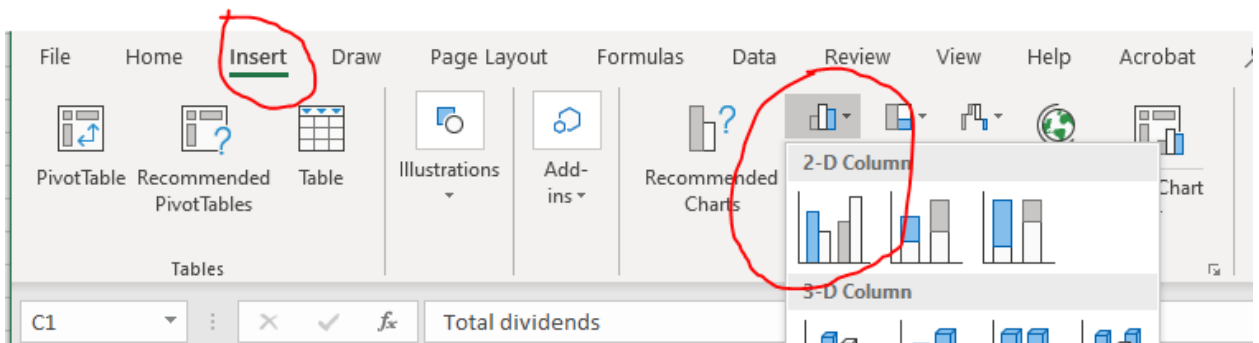 File Home Insert Draw Page Layout Formulas Data Review View Help Acrobat
PivotTable Recommended PivotTables Table Illustrations Add-ins Recommended Charts Chart
Tables
2-D Column
3-D Column
C1 fx Total dividends